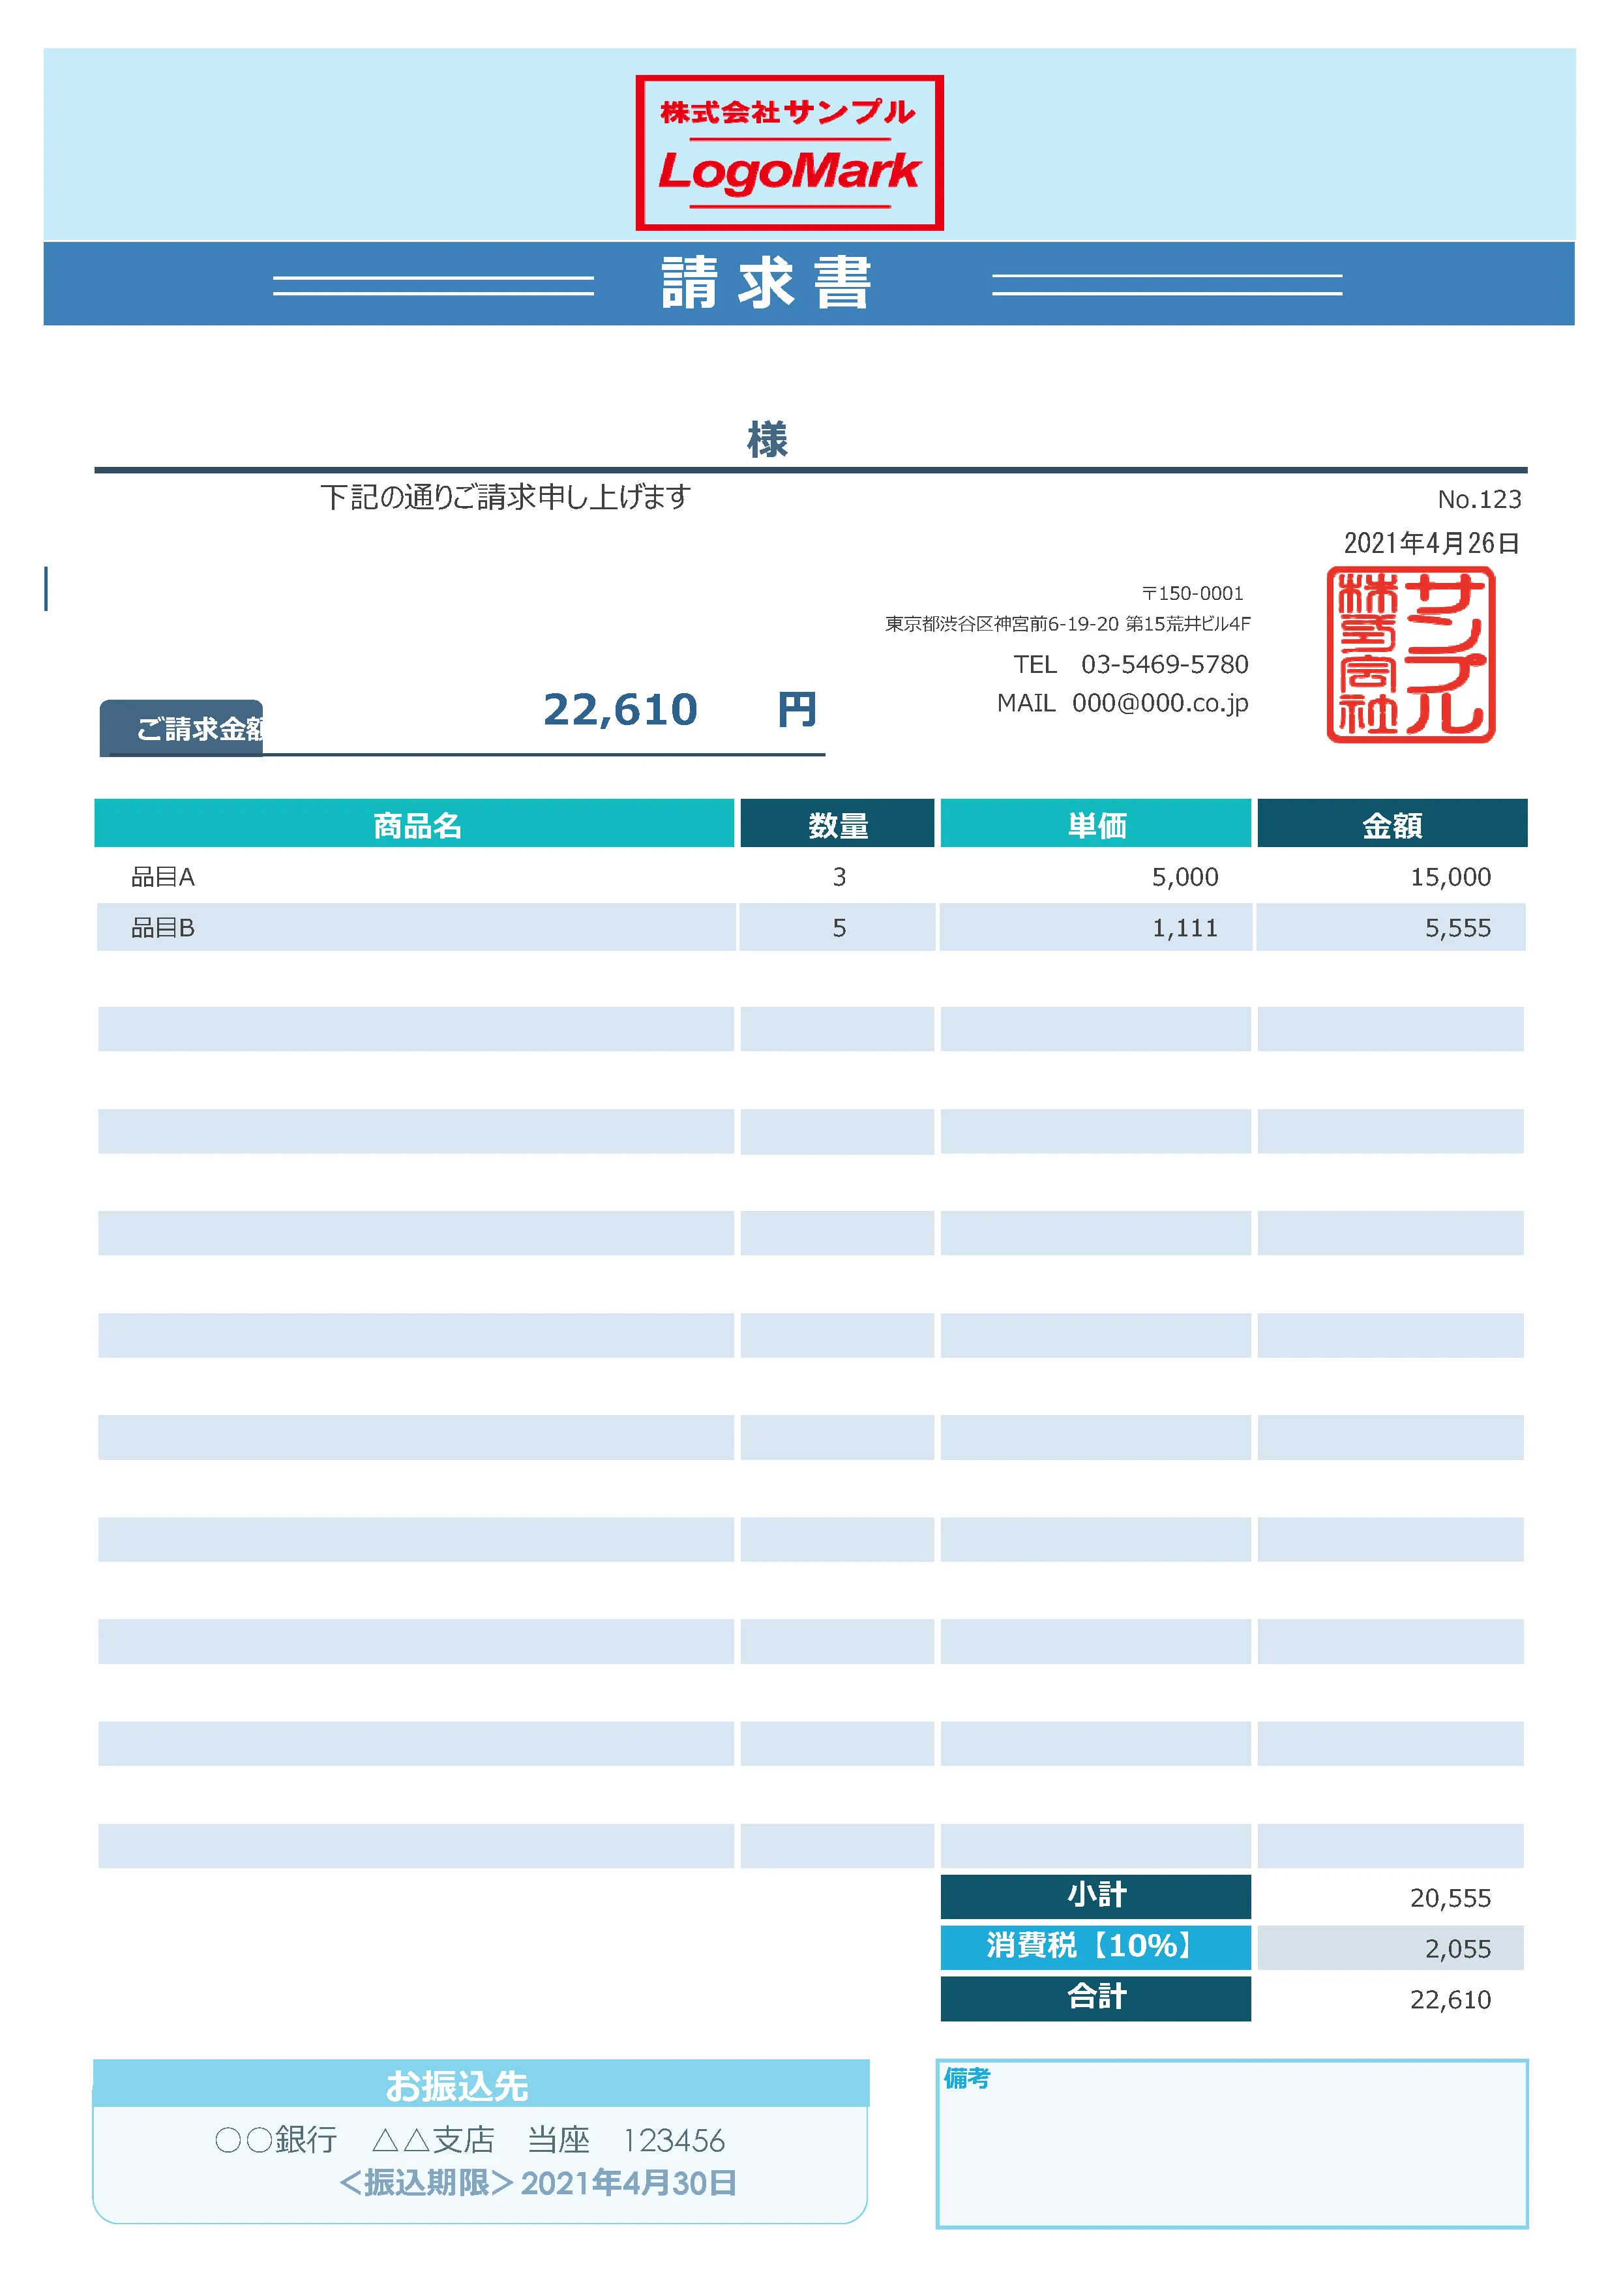 株式会社サンプル
LogoMark
請求書
様
下記の通りご請求申し上げます
No.123
2021年4月26日
〒150-0001
東京都渋谷区神宮前6-19-20 第15荒井ビル4F
TEL 03-5469-5780
MAIL 000@000.co.jp
サンプル
株式会社
ご請求金額 22,610 円
商品名 数量 単価 金額
品目A 3 5,000 15,000
品目B 5 1,111 5,555
小計 20,555
消費税【10%】 2,055
合計 22,610
お振込先
○○銀行 △△支店 当座 123456
＜振込期限＞2021年4月30日
備考